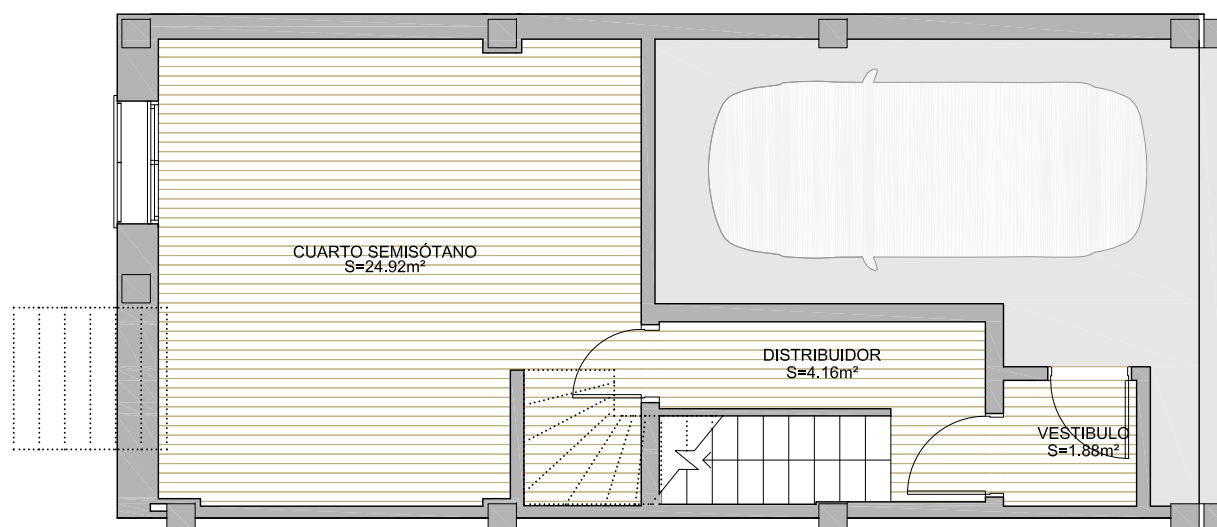 CUARTO SEMISÓTANO
S=24.92m²
DISTRIBUIDOR
S=4.16m²
VESTIBULO
S=1.88m²